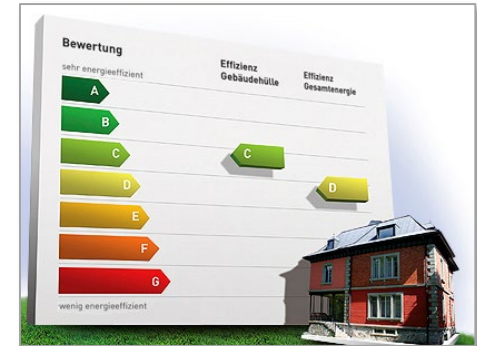 Bewertung
sehr energieeffizient
Effizienz
Gebäudehülle
Effizienz
Gesamtenergie
A
B
C
C
D
D
E
F
G
wenig energieeffizient